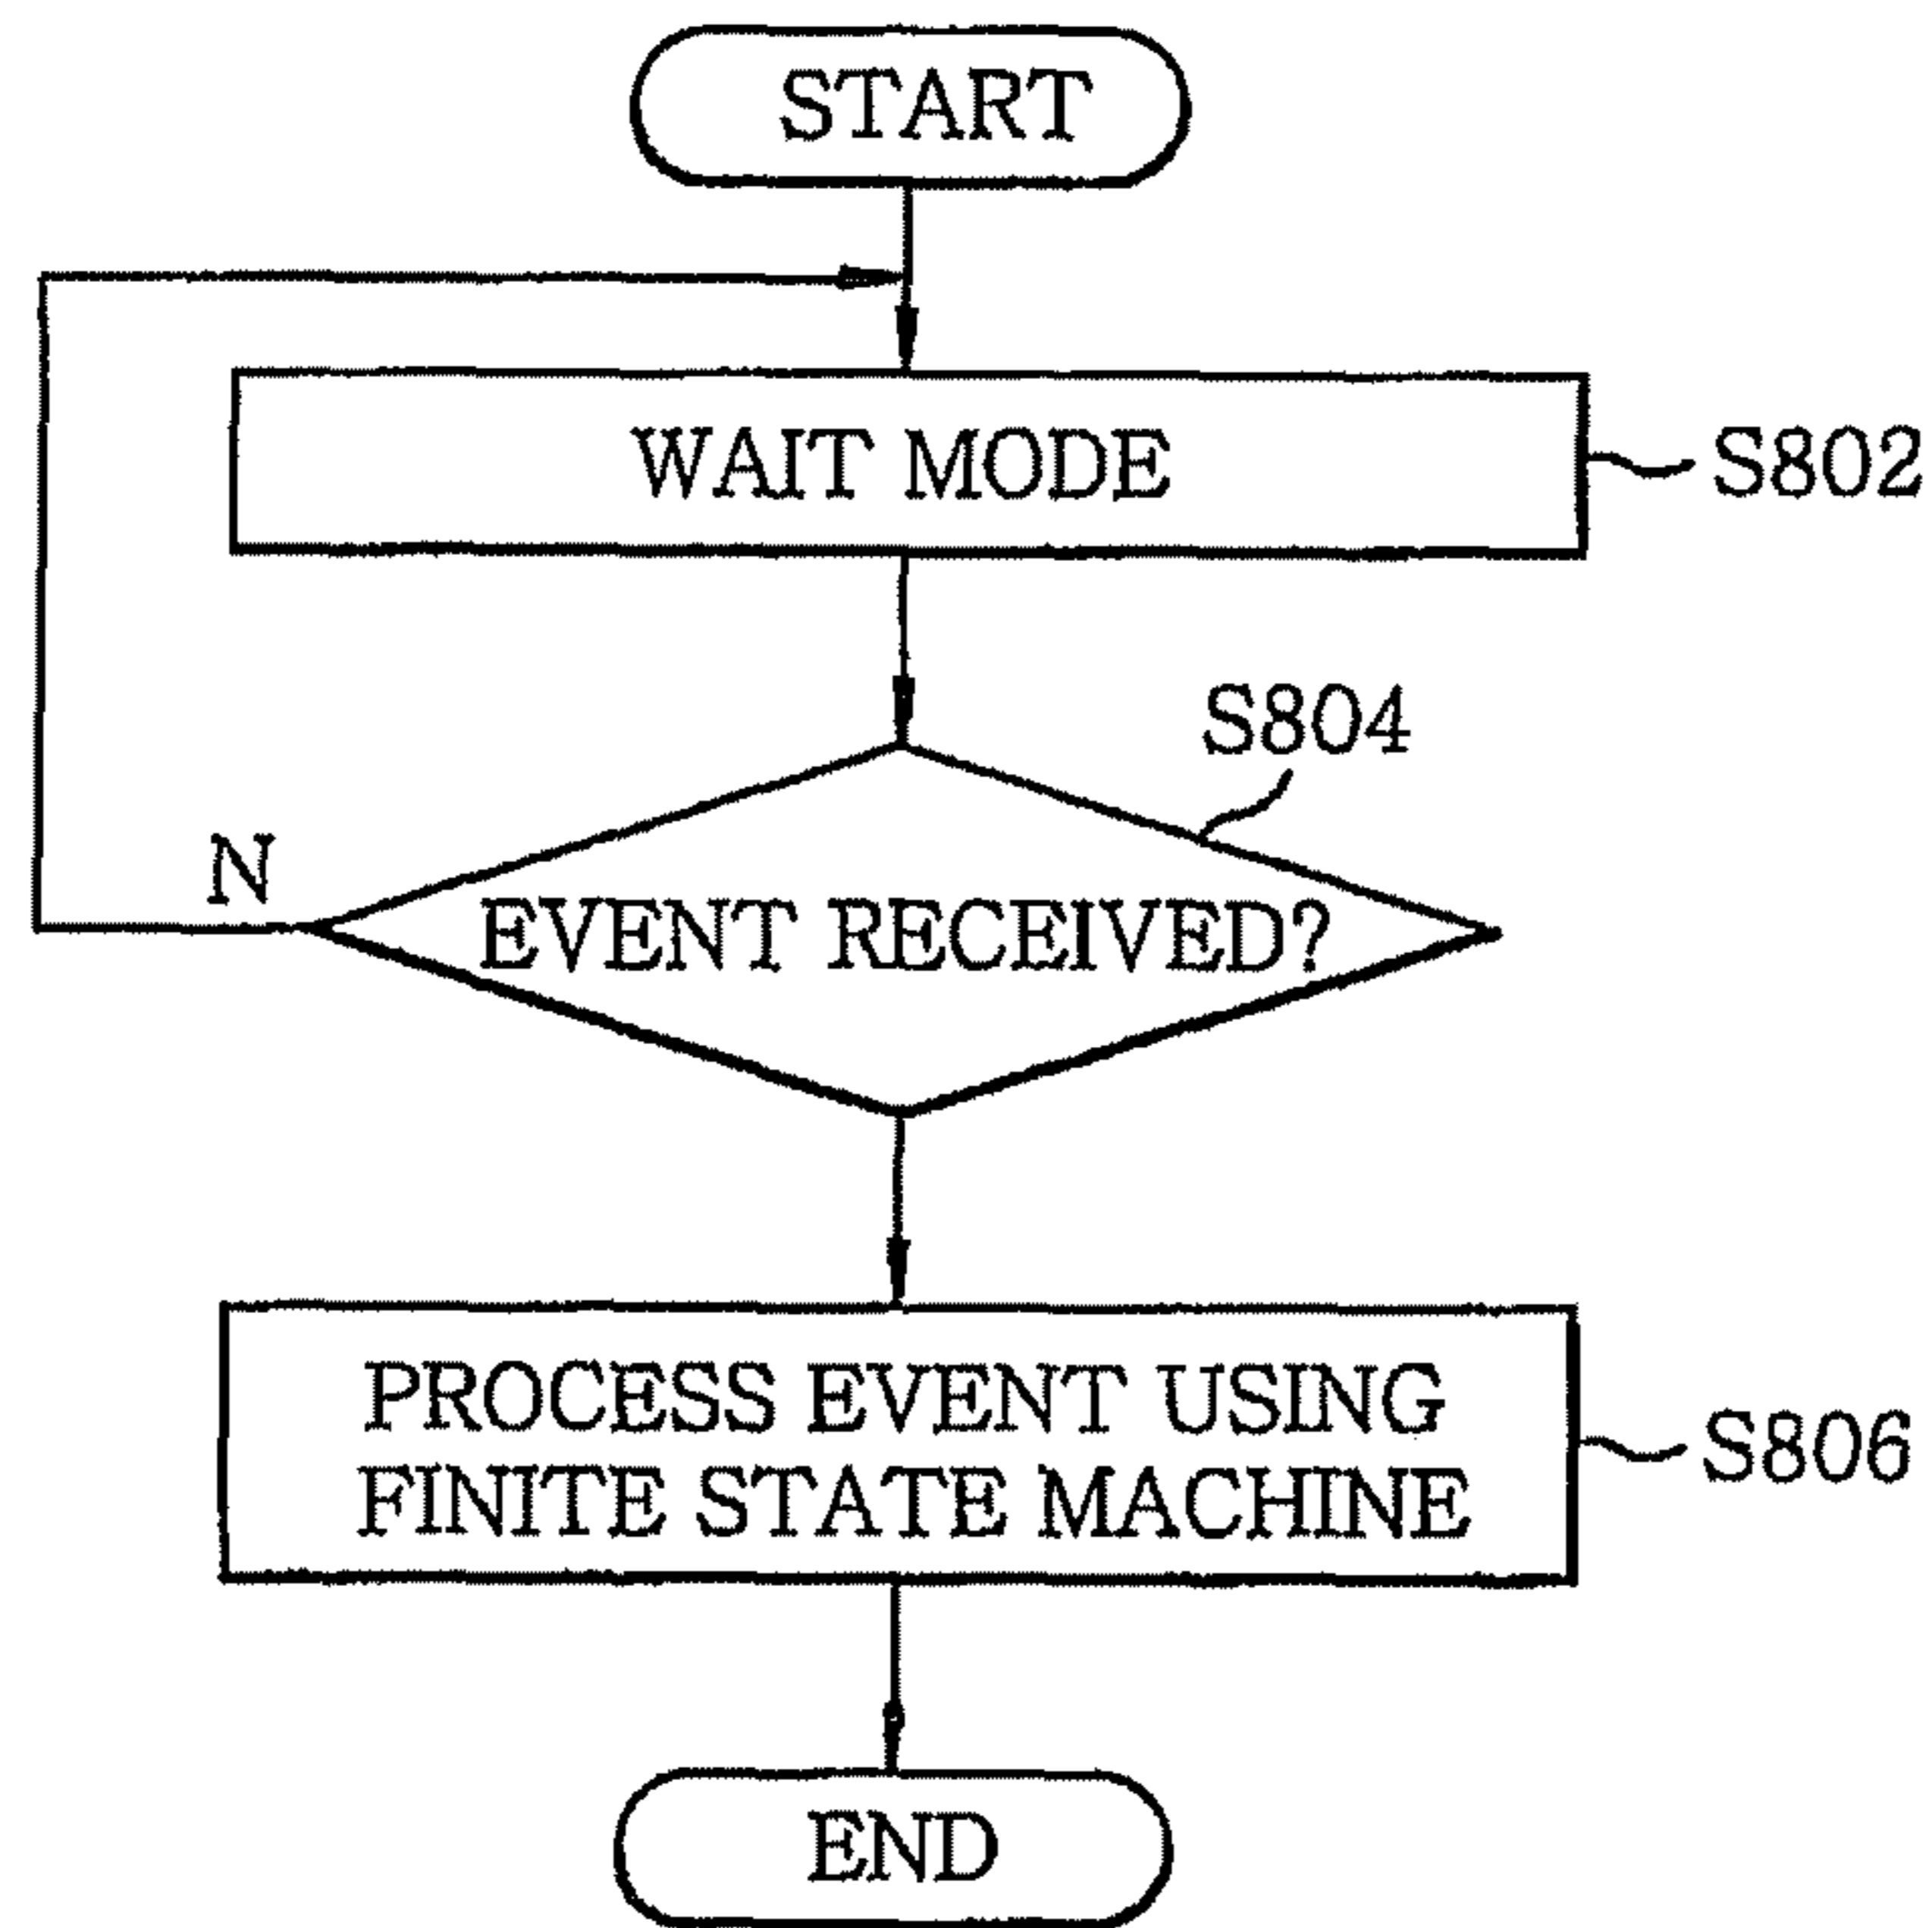 START
WAIT MODE
S802
S804
N
EVENT RECEIVED?
PROCESS EVENT USING
FINITE STATE MACHINE
S806
END